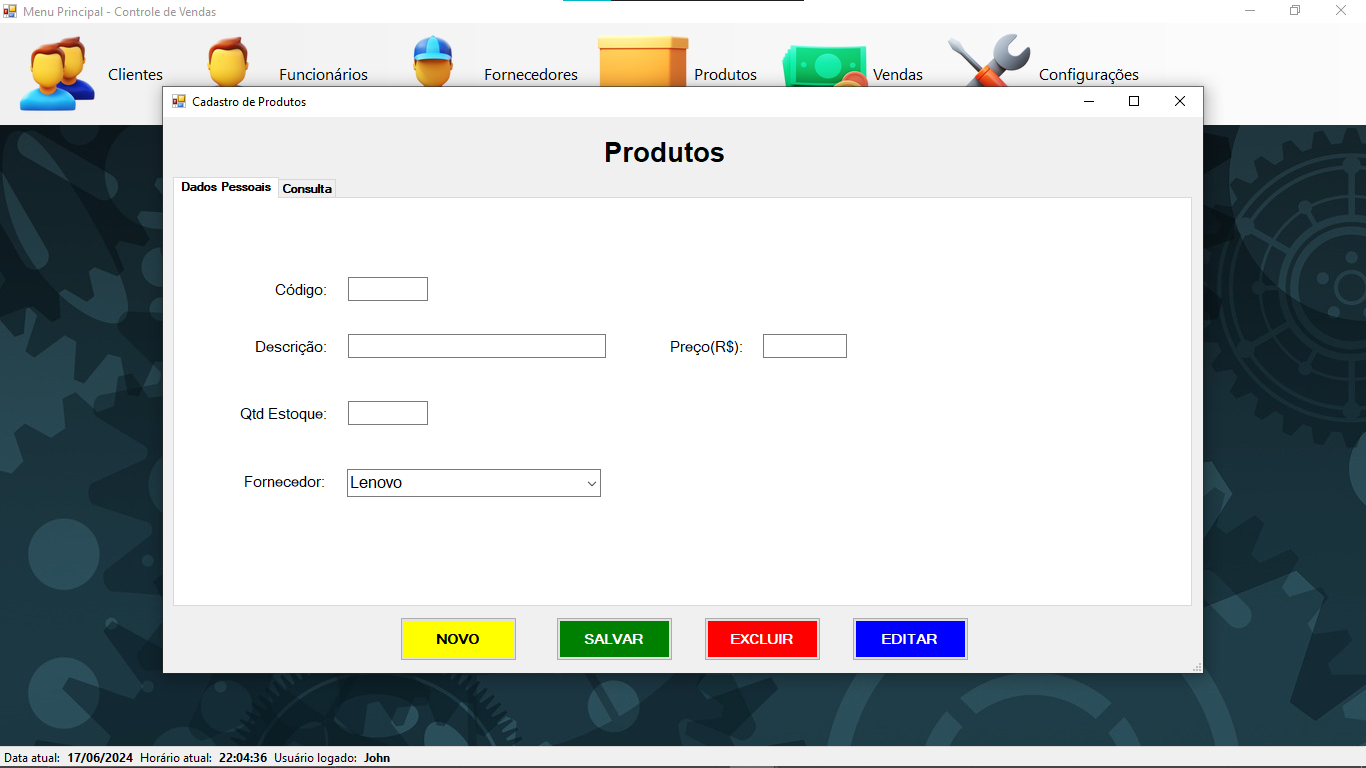 Menu Principal - Controle de Vendas
Clientes Funcionários Fornecedores Produtos Vendas Configurações
Cadastro de Produtos
Produtos
Dados Pessoais Consulta
Código:
Descrição: Preço(R$):
Qtd Estoque:
Fornecedor: Lenovo
NOVO SALVAR EXCLUIR EDITAR
Data atual: 17/06/2024 Horário atual: 22:04:36 Usuário logado: John